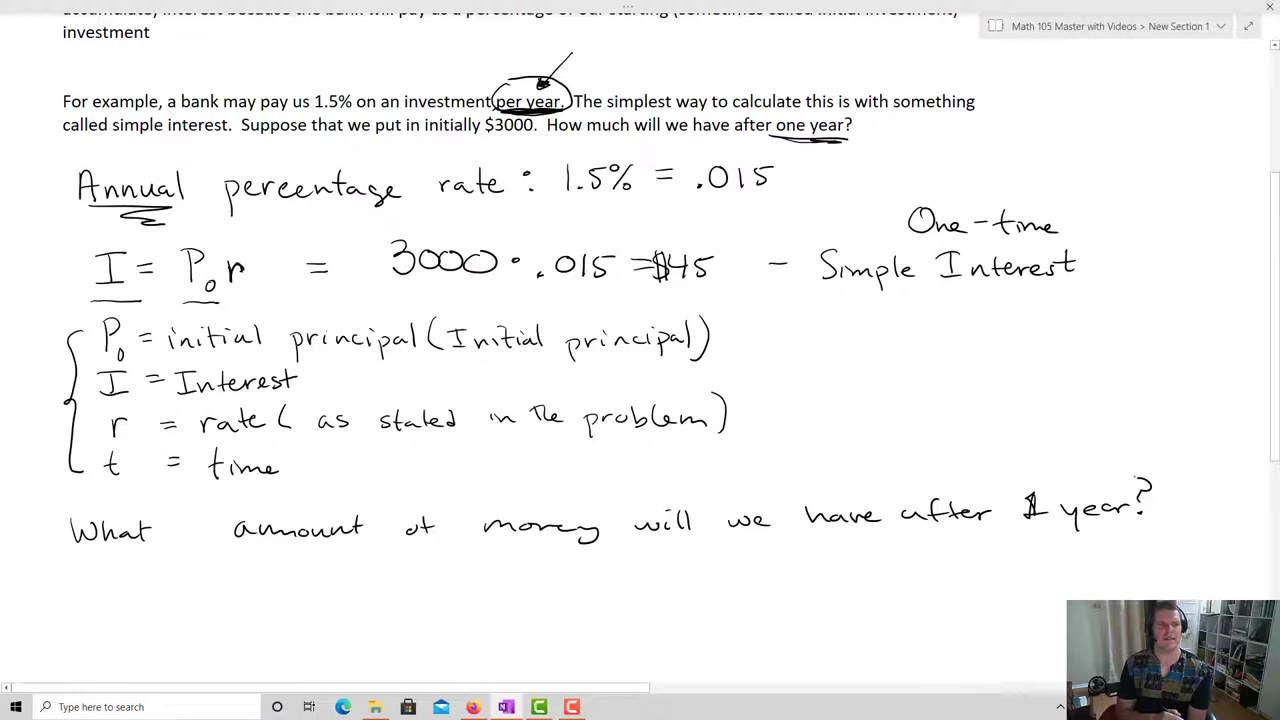 investment
Math 105 Master with Videos > New Section 1
For example, a bank may pay us 1.5% on an investment per year. The simplest way to calculate this is with something
called simple interest. Suppose that we put in initially $3000. How much will we have after one year?
Annual percentage rate : 1.5% = .015
One-time
I = P₀r = 3000 · .015 = $45 - Simple Interest
P₀ = initial principal (Initial principal)
I = Interest
r = rate ( as stated in the problem )
t = time
What amount of money will we have after 1 year?
Type here to search